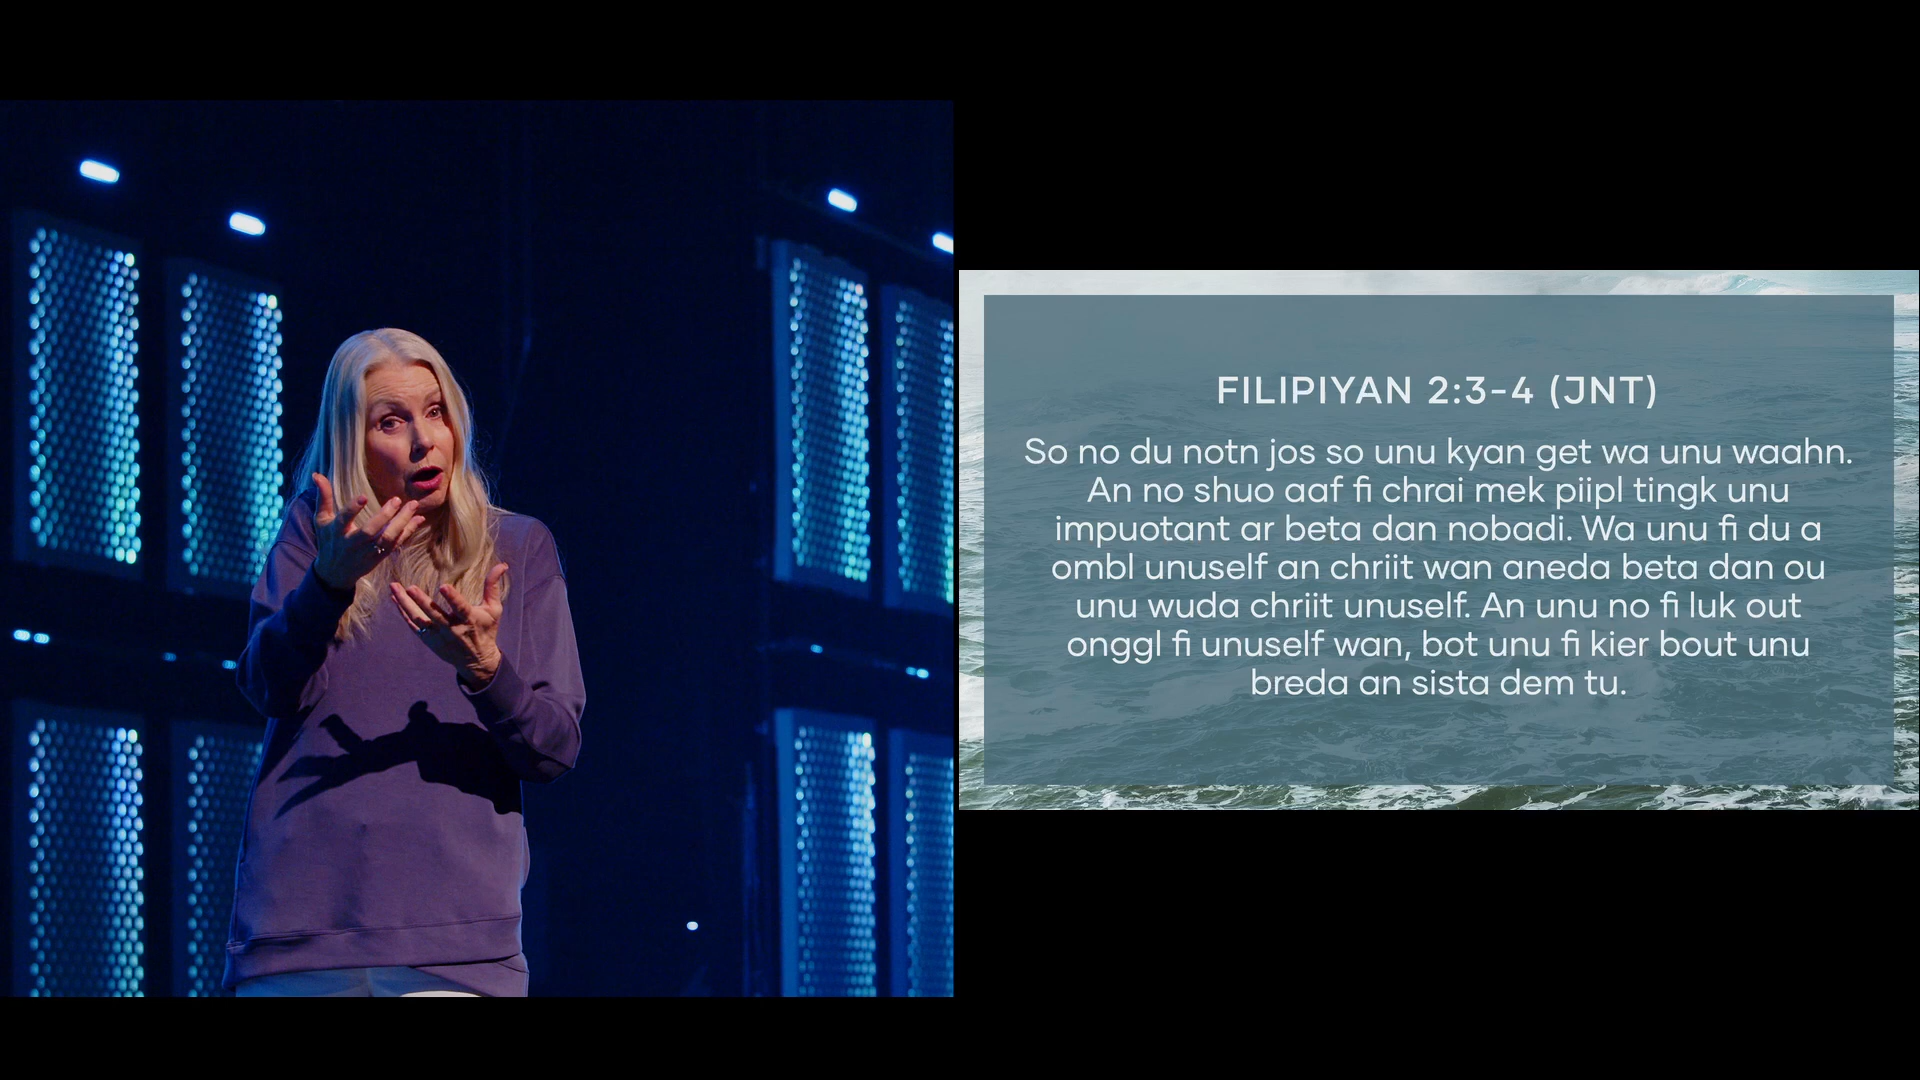 FILIPIYAN 2:3-4 (JNT)
So no du notn jos so unu kyan get wa unu waahn.
An no shuo aaf fi chrai mek piipl tingk unu
impuotant ar beta dan nobadi. Wa unu fi du a
ombl unuself an chriit wan aneda beta dan ou
unu wuda chriit unuself. An unu no fi luk out
onggl fi unuself wan, bot unu fi kier bout unu
breda an sista dem tu.